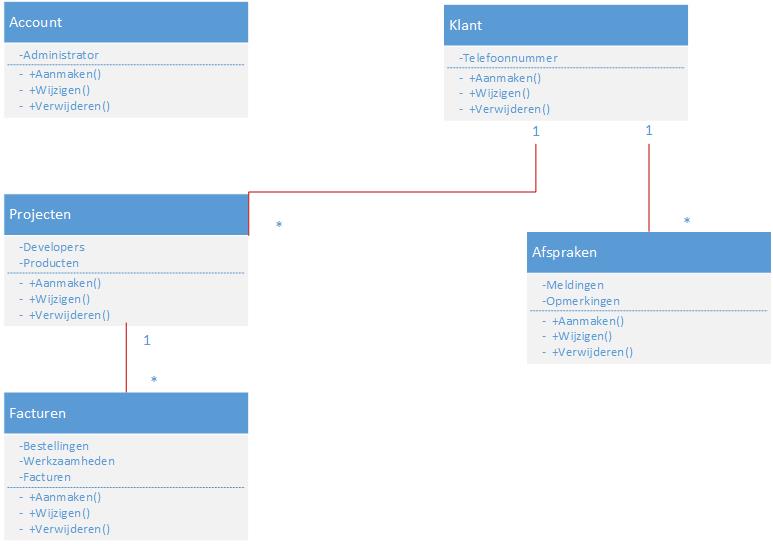 Account
-Administrator
- +Aanmaken()
- +Wijzigen()
- +Verwijderen()
Klant
-Telefoonnummer
- +Aanmaken()
- +Wijzigen()
- +Verwijderen()
1
1
*
*
Projecten
-Developers
-Producten
- +Aanmaken()
- +Wijzigen()
- +Verwijderen()
Afspraken
-Meldingen
-Opmerkingen
- +Aanmaken()
- +Wijzigen()
- +Verwijderen()
1
*
Facturen
-Bestellingen
-Werkzaamheden
-Facturen
- +Aanmaken()
- +Wijzigen()
- +Verwijderen()